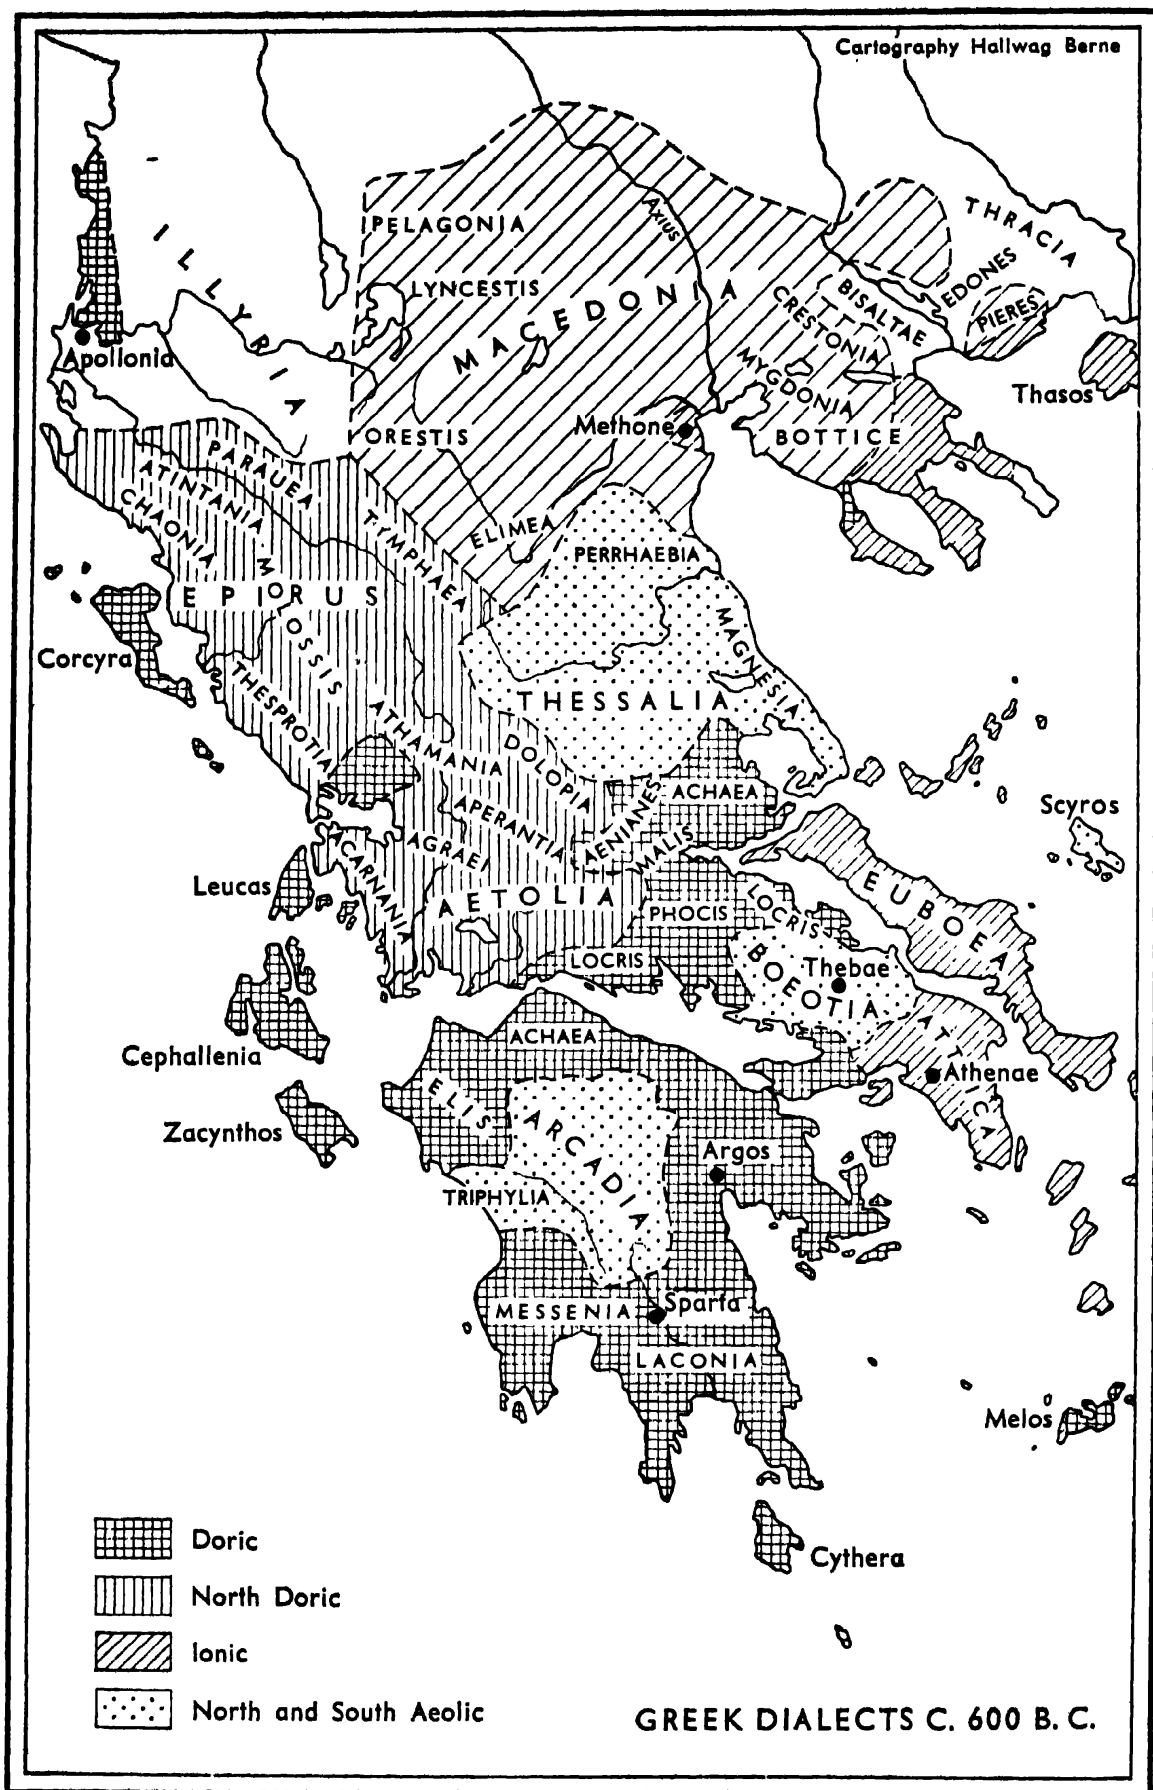 Cartography Hallwag Berne
THRACIA
PELAGONIA
Axius
ILLYRIA
EDONES
LYNCESTIS
BISALTAE
MACEDONIA
CRESTONIA
PIERES
Apollonia
MYGDONIA
Thasos
ORESTIS
Methone
BOTTICE
PARAUEA
ATINTANIA
CHAONIA
TYMPHAEA
ELIMEA
PERRHAEBIA
EPIRUS
MOLOSSIS
MAGNESIA
Corcyra
THESPROTIA
THESSALIA
ATHAMANIA
DOLOPIA
ACHAEA
AENIANES
APERANTIA
Scyros
MALIS
AGRAEI
ACARNANIA
Leucas
EUBOEA
AETOLIA
PHOCIS
LOCRIS
LOCRIS
BOEOTIA
Thebae
ACHAEA
ATTICA
Cephallenia
Athenae
ELIS
ARCADIA
Zacynthos
Argos
TRIPHYLIA
MESSENIA
Sparta
LACONIA
Melos
Doric
Cythera
North Doric
Ionic
North and South Aeolic
GREEK DIALECTS C. 600 B. C.